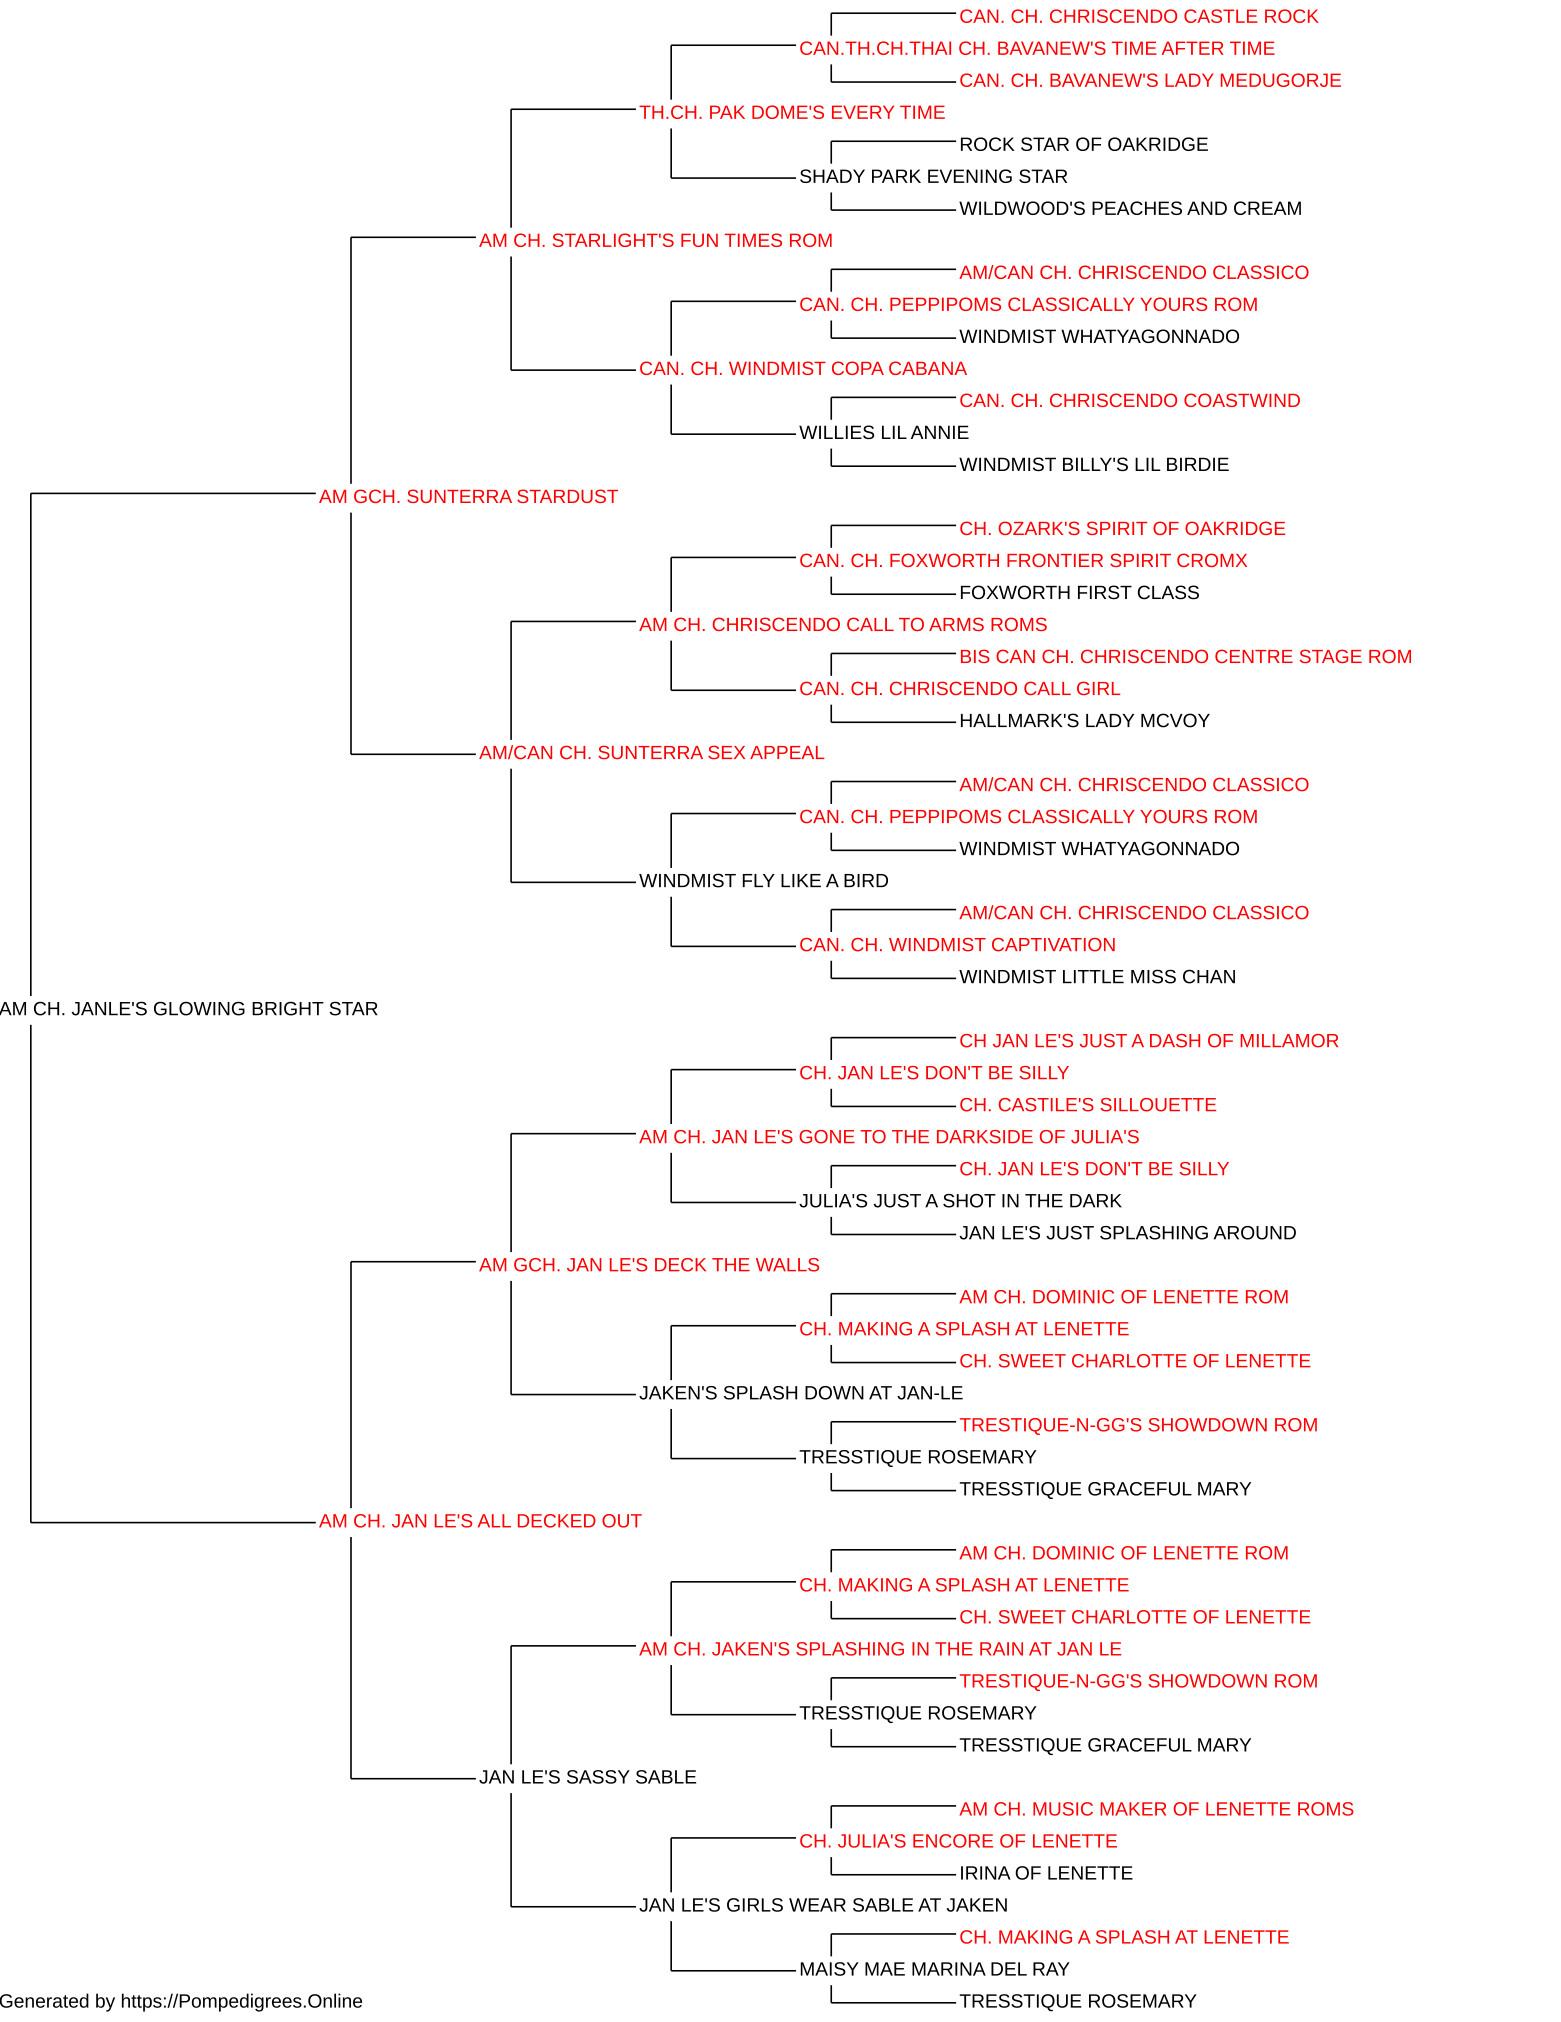 CAN. CH. CHRISCENDO CASTLE ROCK
CAN.TH.CH.THAI CH. BAVANEW'S TIME AFTER TIME
CAN. CH. BAVANEW'S LADY MEDUGORJE
TH.CH. PAK DOME'S EVERY TIME
ROCK STAR OF OAKRIDGE
SHADY PARK EVENING STAR
WILDWOOD'S PEACHES AND CREAM
AM CH. STARLIGHT'S FUN TIMES ROM
AM/CAN CH. CHRISCENDO CLASSICO
CAN. CH. PEPPIPOMS CLASSICALLY YOURS ROM
WINDMIST WHATYAGONNADO
CAN. CH. WINDMIST COPA CABANA
CAN. CH. CHRISCENDO COASTWIND
WILLIES LIL ANNIE
WINDMIST BILLY'S LIL BIRDIE
AM GCH. SUNTERRA STARDUST
CH. OZARK'S SPIRIT OF OAKRIDGE
CAN. CH. FOXWORTH FRONTIER SPIRIT CROMX
FOXWORTH FIRST CLASS
AM CH. CHRISCENDO CALL TO ARMS ROMS
BIS CAN CH. CHRISCENDO CENTRE STAGE ROM
CAN. CH. CHRISCENDO CALL GIRL
HALLMARK'S LADY MCVOY
AM/CAN CH. SUNTERRA SEX APPEAL
AM/CAN CH. CHRISCENDO CLASSICO
CAN. CH. PEPPIPOMS CLASSICALLY YOURS ROM
WINDMIST WHATYAGONNADO
WINDMIST FLY LIKE A BIRD
AM/CAN CH. CHRISCENDO CLASSICO
CAN. CH. WINDMIST CAPTIVATION
WINDMIST LITTLE MISS CHAN
AM CH. JANLE'S GLOWING BRIGHT STAR
CH JAN LE'S JUST A DASH OF MILLAMOR
CH. JAN LE'S DON'T BE SILLY
CH. CASTILE'S SILLOUETTE
AM CH. JAN LE'S GONE TO THE DARKSIDE OF JULIA'S
CH. JAN LE'S DON'T BE SILLY
JULIA'S JUST A SHOT IN THE DARK
JAN LE'S JUST SPLASHING AROUND
AM GCH. JAN LE'S DECK THE WALLS
AM CH. DOMINIC OF LENETTE ROM
CH. MAKING A SPLASH AT LENETTE
CH. SWEET CHARLOTTE OF LENETTE
JAKEN'S SPLASH DOWN AT JAN-LE
TRESTIQUE-N-GG'S SHOWDOWN ROM
TRESSTIQUE ROSEMARY
TRESSTIQUE GRACEFUL MARY
AM CH. JAN LE'S ALL DECKED OUT
AM CH. DOMINIC OF LENETTE ROM
CH. MAKING A SPLASH AT LENETTE
CH. SWEET CHARLOTTE OF LENETTE
AM CH. JAKEN'S SPLASHING IN THE RAIN AT JAN LE
TRESTIQUE-N-GG'S SHOWDOWN ROM
TRESSTIQUE ROSEMARY
TRESSTIQUE GRACEFUL MARY
JAN LE'S SASSY SABLE
AM CH. MUSIC MAKER OF LENETTE ROMS
CH. JULIA'S ENCORE OF LENETTE
IRINA OF LENETTE
JAN LE'S GIRLS WEAR SABLE AT JAKEN
CH. MAKING A SPLASH AT LENETTE
MAISY MAE MARINA DEL RAY
TRESSTIQUE ROSEMARY
Generated by https://Pompedigrees.Online